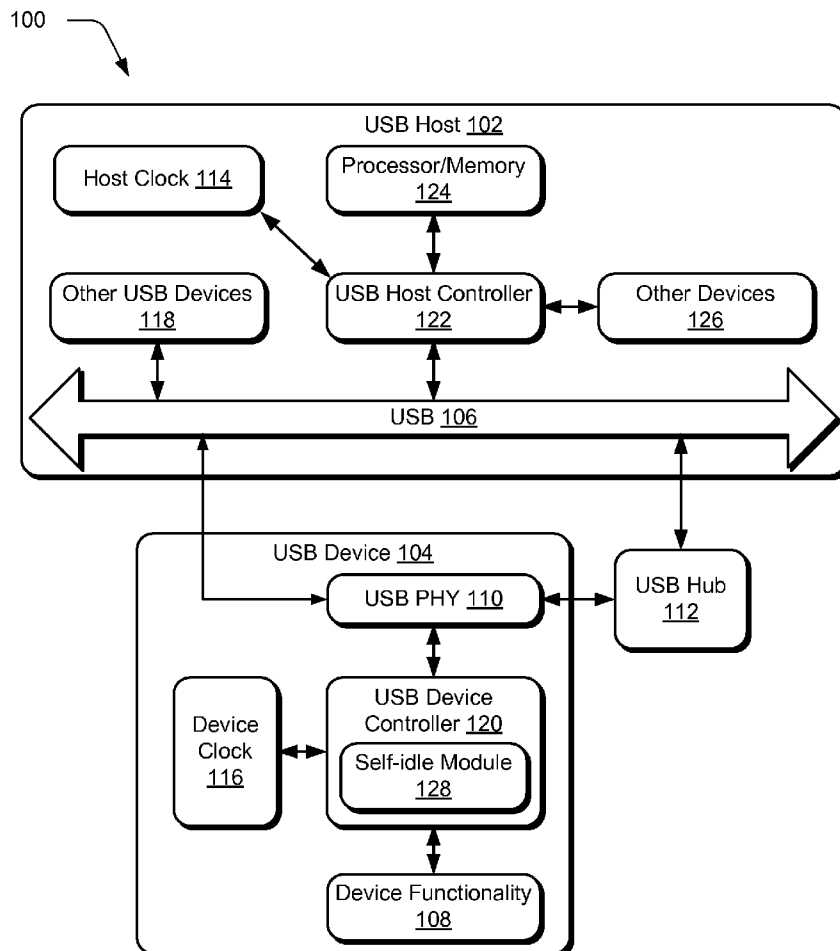 100
USB Host 102
Host Clock 114
Processor/Memory
124
Other USB Devices
118
USB Host Controller
122
Other Devices
126
USB 106
USB Device 104
USB PHY 110
USB Hub
112
USB Device
Controller 120
Device
Clock
116
Self-idle Module
128
Device Functionality
108